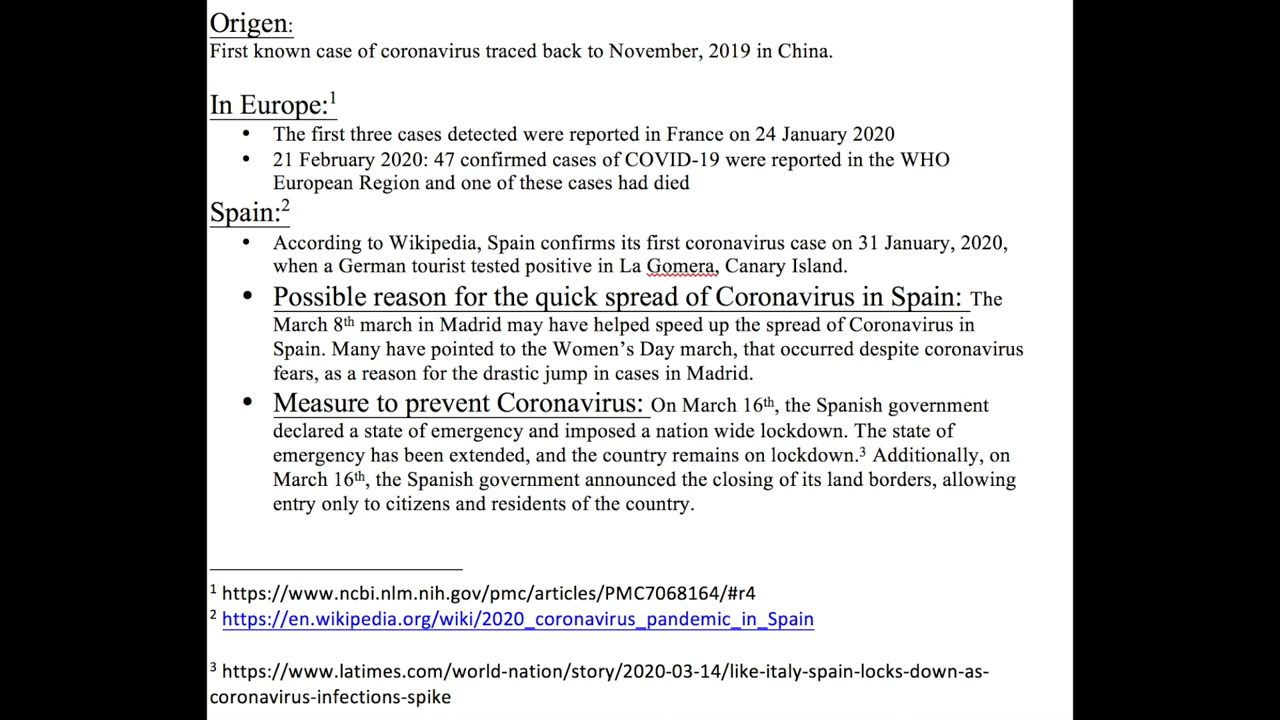 Origen:
First known case of coronavirus traced back to November, 2019 in China.
In Europe:1
• The first three cases detected were reported in France on 24 January 2020
• 21 February 2020: 47 confirmed cases of COVID-19 were reported in the WHO
European Region and one of these cases had died
Spain:2
• According to Wikipedia, Spain confirms its first coronavirus case on 31 January, 2020,
when a German tourist tested positive in La Gomera, Canary Island.
• Possible reason for the quick spread of Coronavirus in Spain: The
March 8th march in Madrid may have helped speed up the spread of Coronavirus in
Spain. Many have pointed to the Women’s Day march, that occurred despite coronavirus
fears, as a reason for the drastic jump in cases in Madrid.
• Measure to prevent Coronavirus: On March 16th, the Spanish government
declared a state of emergency and imposed a nation wide lockdown. The state of
emergency has been extended, and the country remains on lockdown.3 Additionally, on
March 16th, the Spanish government announced the closing of its land borders, allowing
entry only to citizens and residents of the country.
1 https://www.ncbi.nlm.nih.gov/pmc/articles/PMC7068164/#r4
2 https://en.wikipedia.org/wiki/2020_coronavirus_pandemic_in_Spain
3 https://www.latimes.com/world-nation/story/2020-03-14/like-italy-spain-locks-down-as-
coronavirus-infections-spike